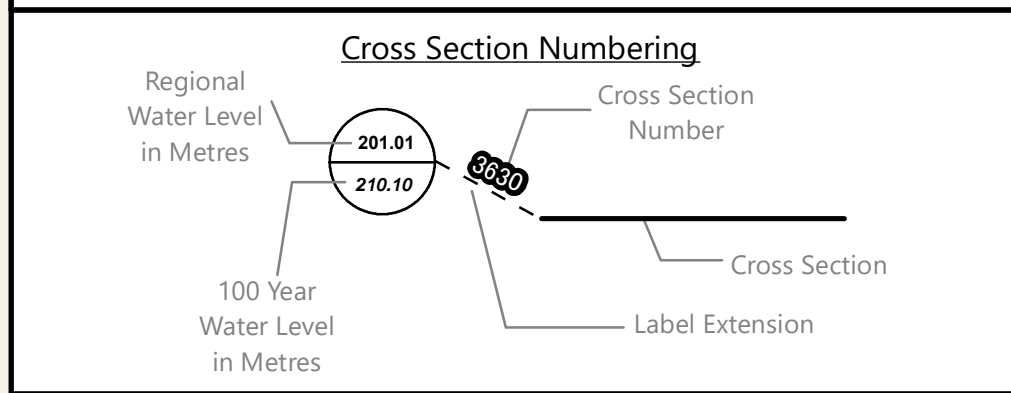 Cross Section Numbering
Regional
Water Level
in Metres
201.01
210.10
100 Year
Water Level
in Metres
3630
Cross Section
Number
Cross Section
Label Extension